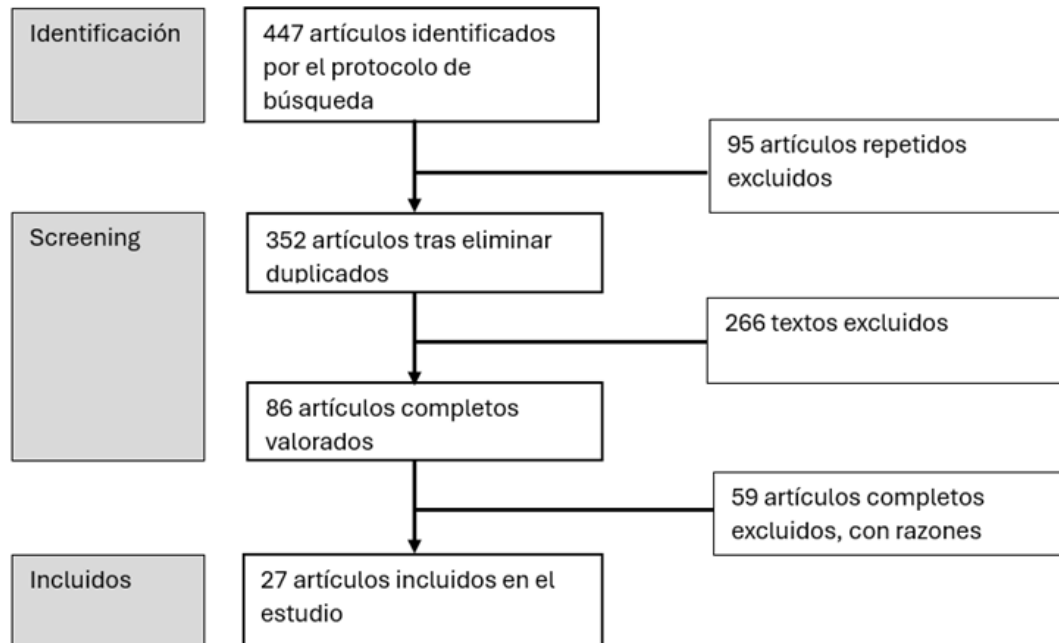 Identificación
447 artículos identificados
por el protocolo de
búsqueda
95 artículos repetidos
excluidos
Screening
352 artículos tras eliminar
duplicados
266 textos excluidos
86 artículos completos
valorados
59 artículos completos
excluidos, con razones
Incluidos
27 artículos incluidos en el
estudio